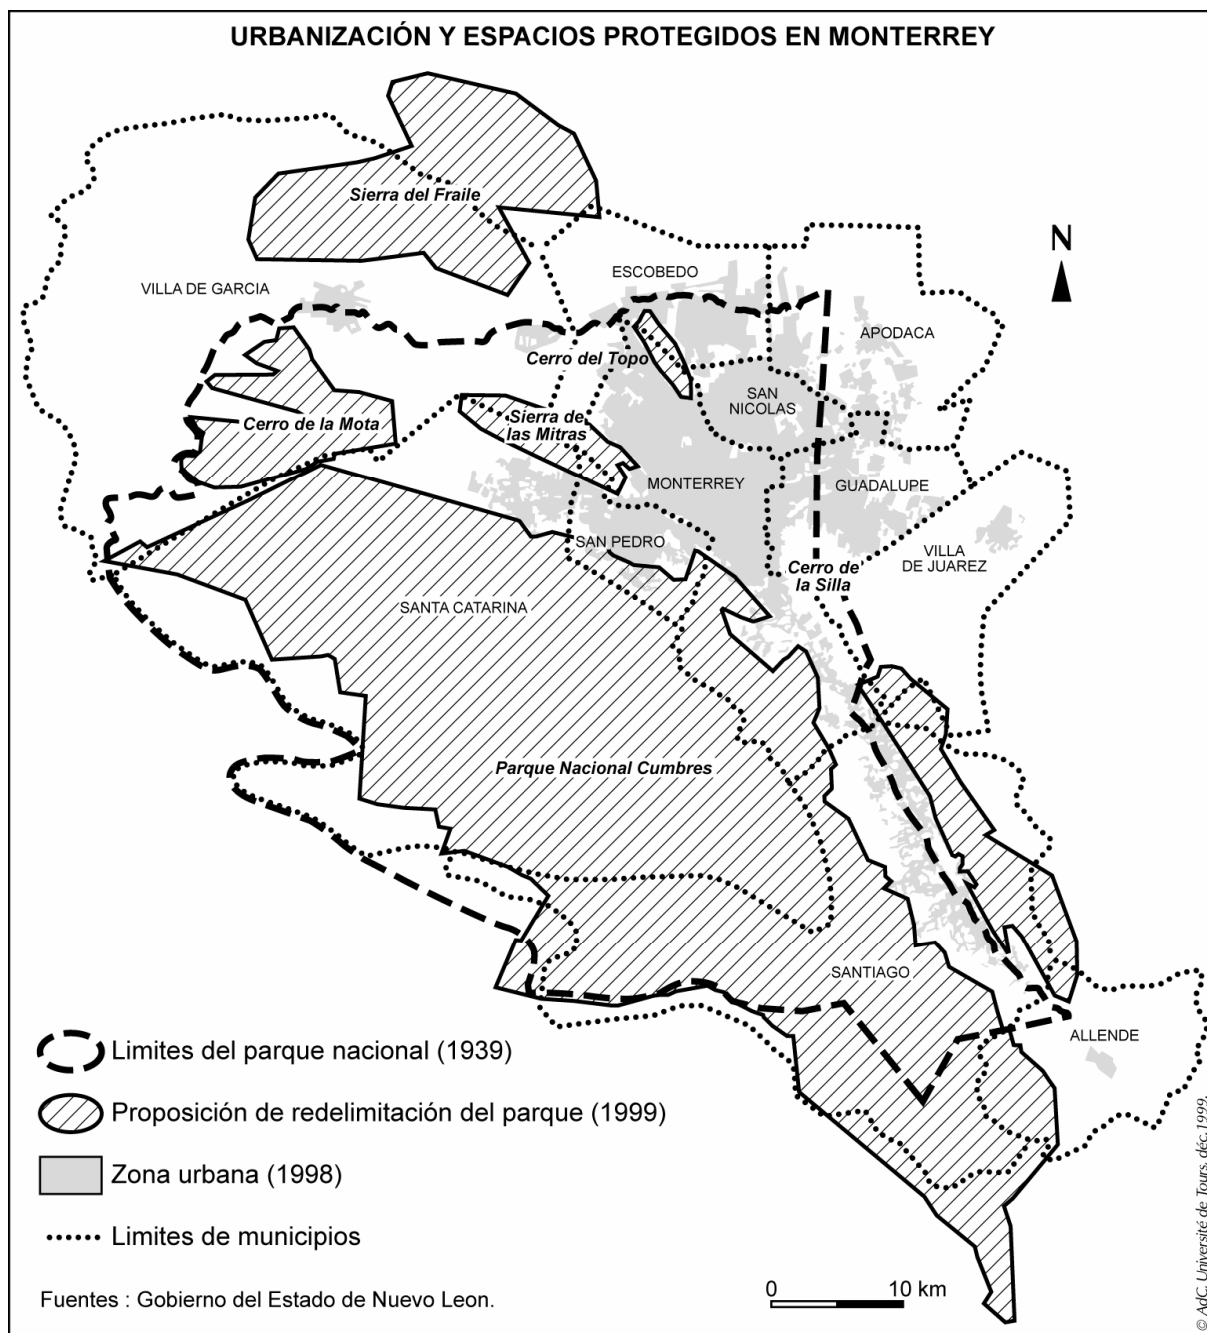 URBANIZACIÓN Y ESPACIOS PROTEGIDOS EN MONTERREY
Sierra del Fraile
N
ESCOBEDO
VILLA DE GARCIA
APODACA
Cerro del Topo
SAN
NICOLAS
Cerro de la Mota
Sierra de
las Mitras
MONTERREY
GUADALUPE
SAN PEDRO
VILLA
DE JUAREZ
Cerro de
la Silla
SANTA CATARINA
Parque Nacional Cumbres
SANTIAGO
ALLENDE
Limites del parque nacional (1939)
Proposición de redelimitación del parque (1999)
Zona urbana (1998)
Limites de municipios
0 10 km
Fuentes : Gobierno del Estado de Nuevo Leon.
© AdC, Université de Tours, déc.1999.